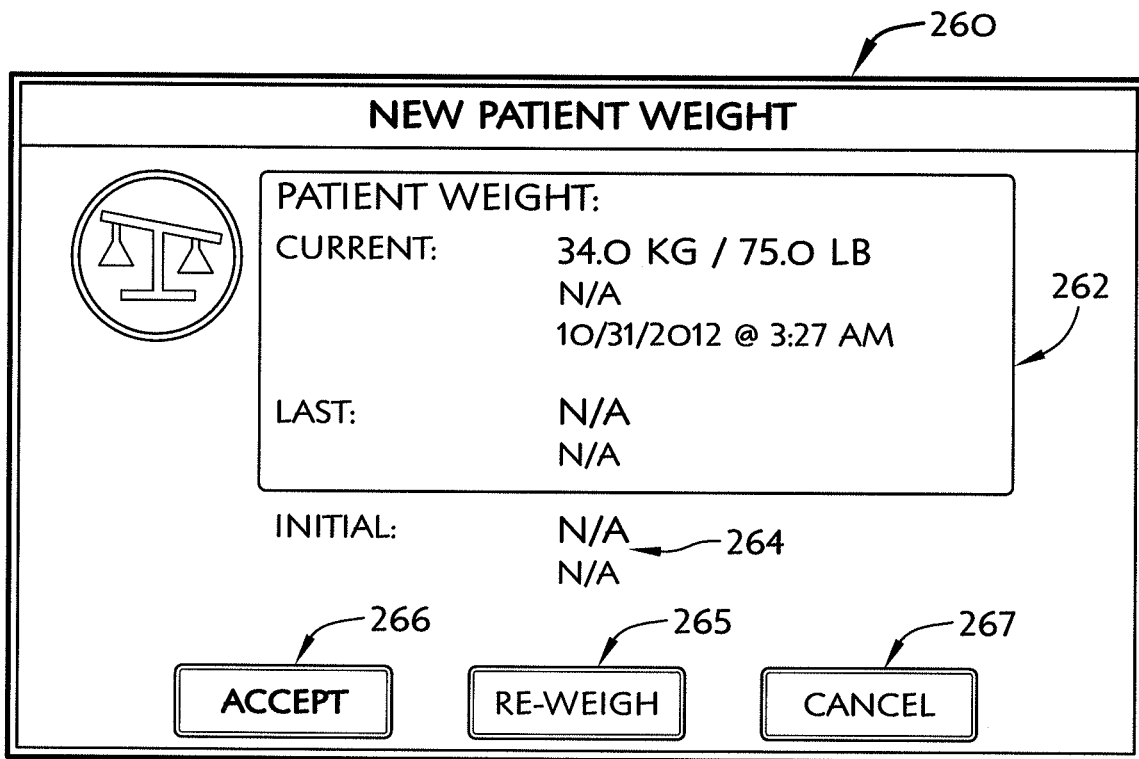 260
NEW PATIENT WEIGHT
PATIENT WEIGHT:
CURRENT: 34.0 KG / 75.0 LB
N/A
262
10/31/2012 @ 3:27 AM
LAST: N/A
N/A
INITIAL: N/A 264
N/A
266 265 267
ACCEPT RE-WEIGH CANCEL